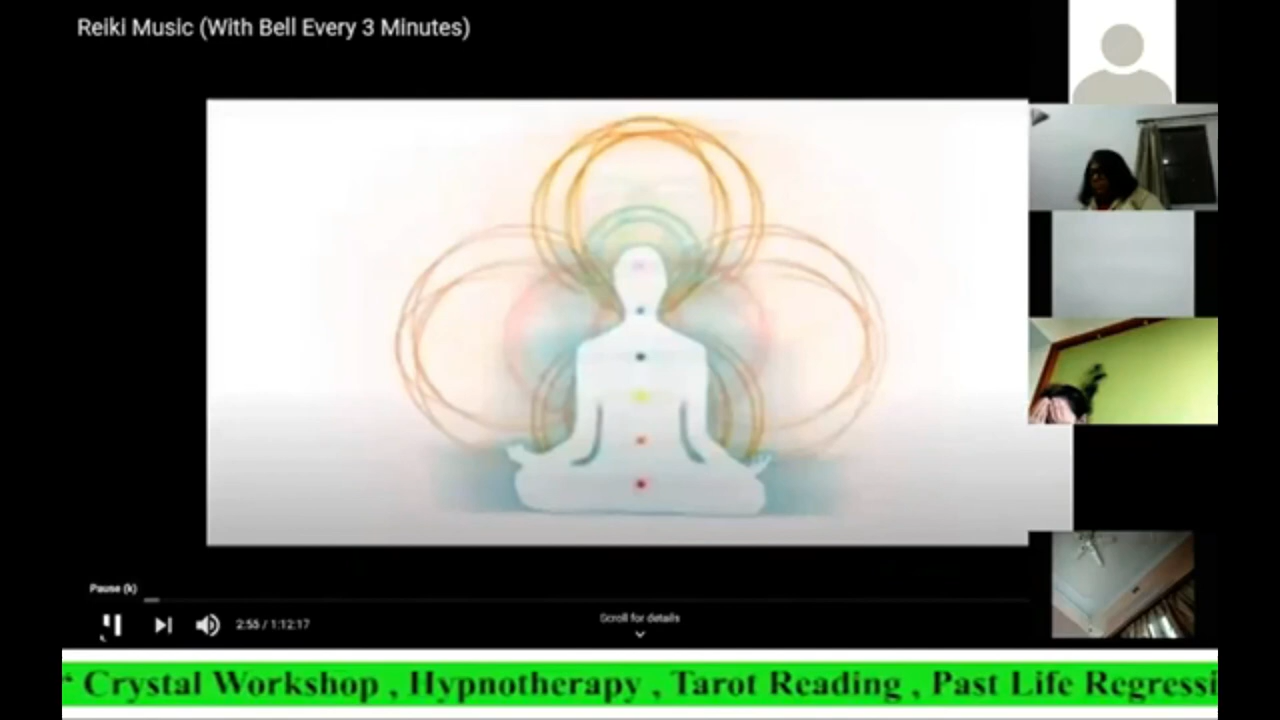 Reiki Music (With Bell Every 3 Minutes)
Pause (k)
2:55 / 1:12:17
Scroll for details
" Crystal Workshop , Hypnotherapy , Tarot Reading , Past Life Regressi